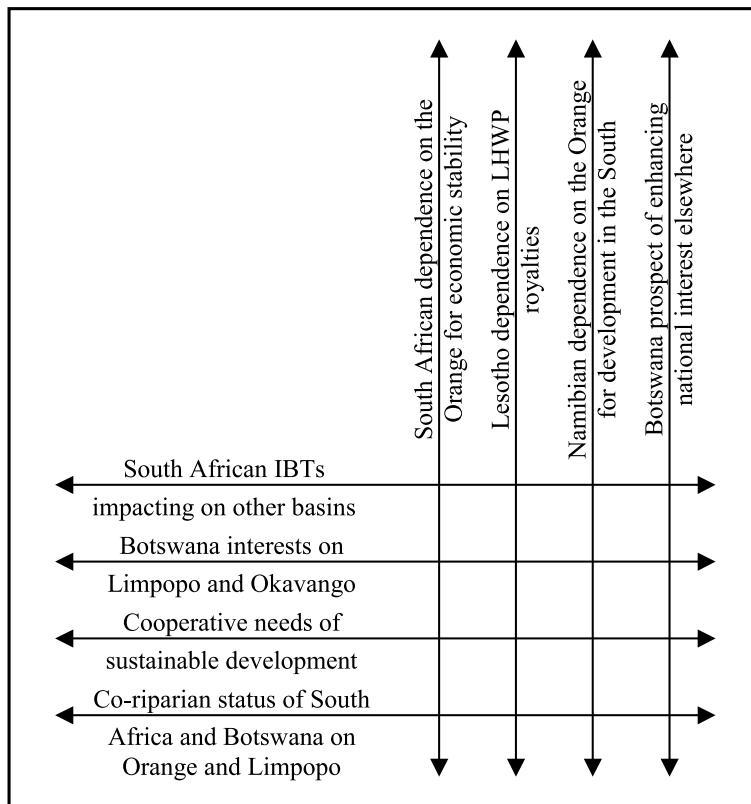 South African dependence on the
Orange for economic stability
Lesotho dependence on LHWP
royalties
Namibian dependence on the Orange
for development in the South
Botswana prospect of enhancing
national interest elsewhere
South African IBTs
impacting on other basins
Botswana interests on
Limpopo and Okavango
Cooperative needs of
sustainable development
Co-riparian status of South
Africa and Botswana on
Orange and Limpopo